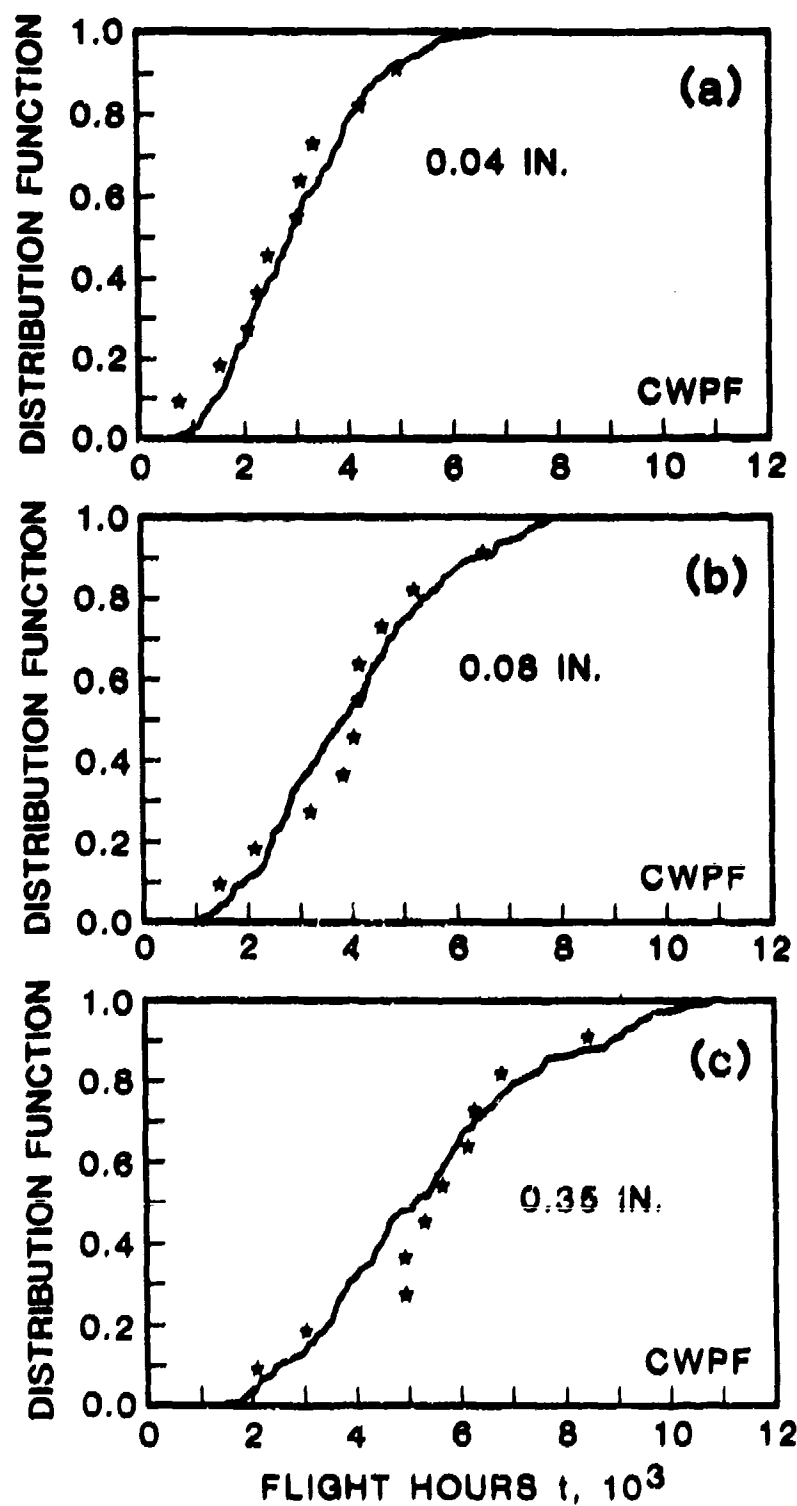 DISTRIBUTION FUNCTION
1.0
0.8
0.6
0.4
0.2
0.0
(a)
0.04 IN.
CWPF
0 2 4 6 8 10 12
DISTRIBUTION FUNCTION
1.0
0.8
0.6
0.4
0.2
0.0
(b)
0.08 IN.
CWPF
0 2 4 6 8 10 12
DISTRIBUTION FUNCTION
1.0
0.8
0.6
0.4
0.2
0.0
(c)
0.35 IN.
CWPF
0 2 4 6 8 10 12
FLIGHT HOURS t, 10³